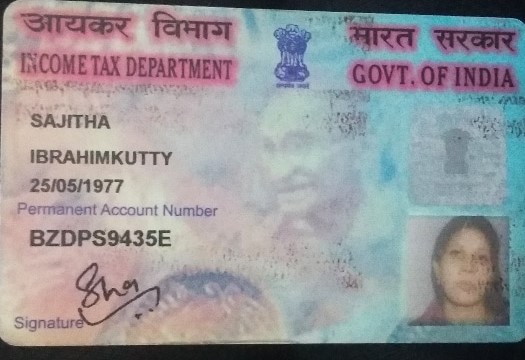 आयकर विभाग
INCOME TAX DEPARTMENT
भारत सरकार
GOVT. OF INDIA
SAJITHA
IBRAHIMKUTTY
25/05/1977
Permanent Account Number
BZDPS9435E
Signature